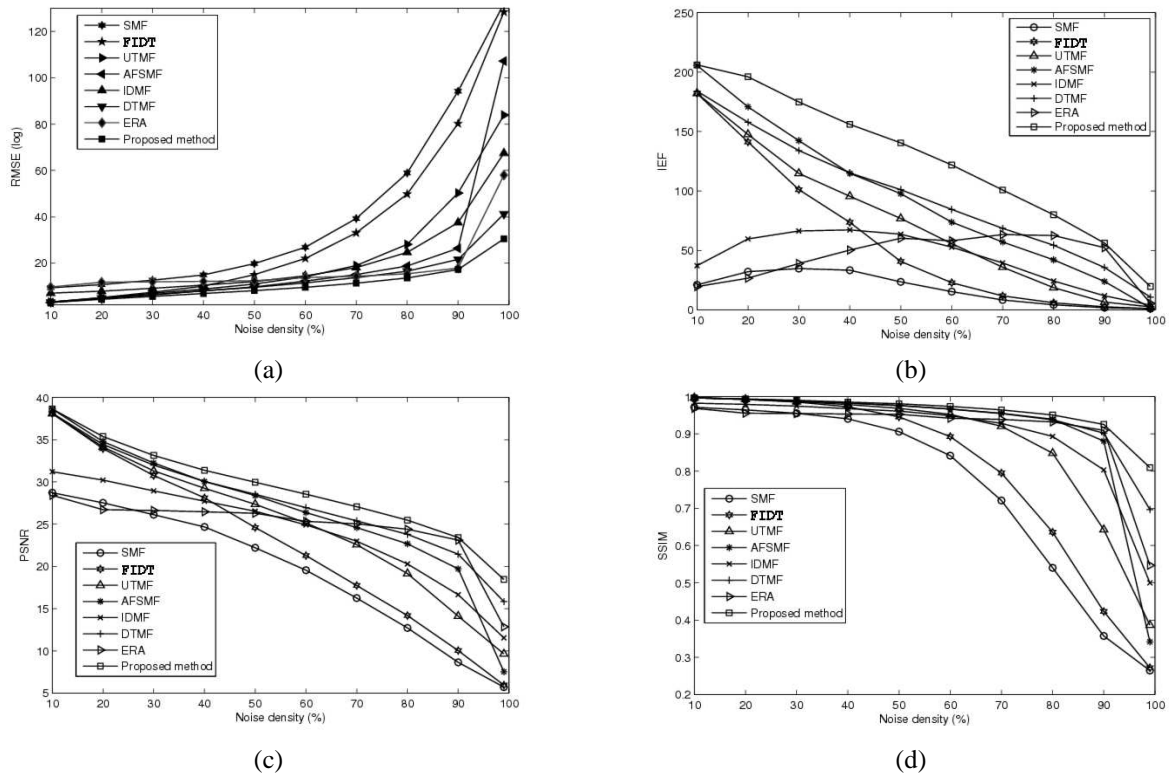 120
100
80
60
40
20
RMSE (log)
SMF
FIDT
UTMF
AFSMF
IDMF
DTMF
ERA
Proposed method
10 20 30 40 50 60 70 80 90 100
Noise density (%)
(a)
250
200
150
100
50
0
IEF
SMF
FIDT
UTMF
AFSMF
IDMF
DTMF
ERA
Proposed method
10 20 30 40 50 60 70 80 90 100
Noise density (%)
(b)
40
35
30
25
20
15
10
5
PSNR
SMF
FIDT
UTMF
AFSMF
IDMF
DTMF
ERA
Proposed method
10 20 30 40 50 60 70 80 90 100
Noise density (%)
(c)
1
0.9
0.8
0.7
0.6
0.5
0.4
0.3
0.2
SSIM
SMF
FIDT
UTMF
AFSMF
IDMF
DTMF
ERA
Proposed method
10 20 30 40 50 60 70 80 90 100
Noise density (%)
(d)